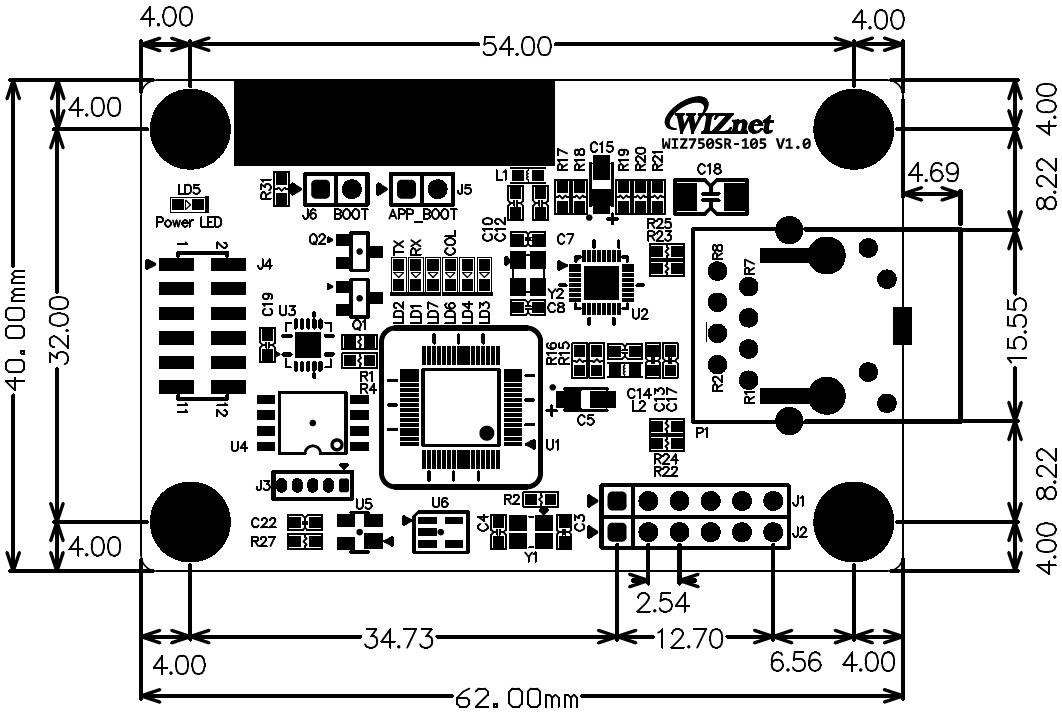 4.00
4.00
54.00
4.00
4.00
WIZnet
WIZ750SR-105 V1.0
R17
R18
C15
R19
R20
R21
8.22
4.69
L1
C18
R31
LD5
Power LED
J6 BOOT
APP_BOOT
J5
C10
C12
C7
R25
R23
Q2
TX
RX
COL
1
2
J4
R8
R7
40.00mm
32.00
Y2
C8
U2
C19
U3
Q1
LD2
LD1
LD7
LD6
LD4
LD3
15.55
R16
R15
R1
R4
R2
R1
11
12
C14
L2
C13
C17
C5
U4
U1
P1
R24
R22
J3
8.22
U5
U6
R2
J1
C22
R27
C4
C3
J2
Y1
4.00
4.00
2.54
34.73
12.70
4.00
6.56
4.00
62.00mm